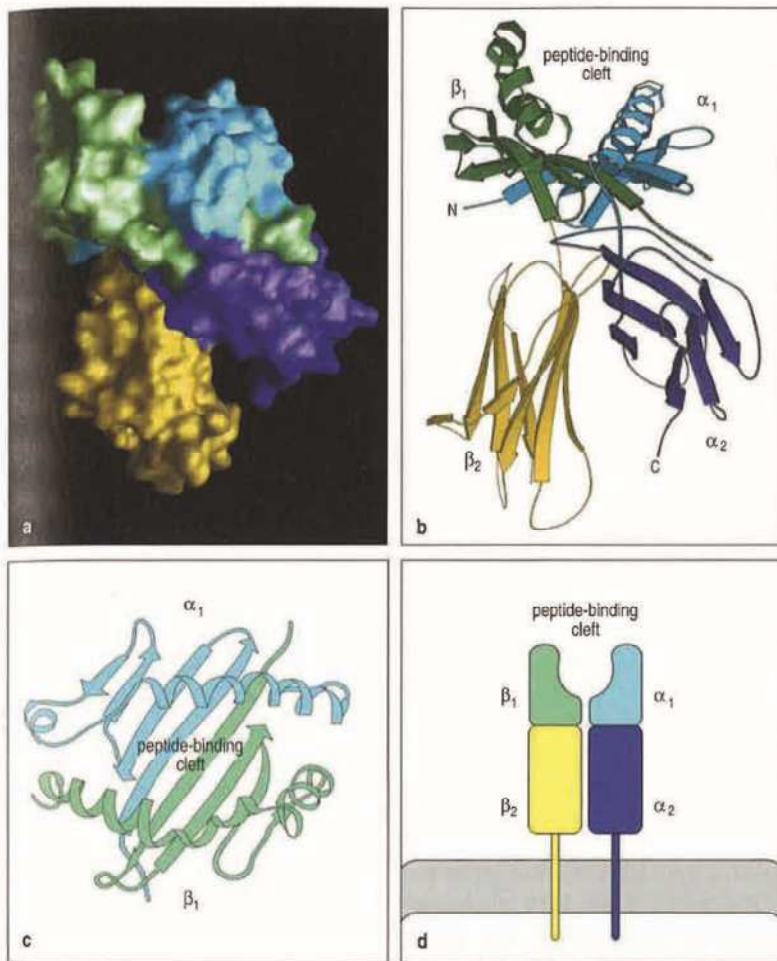 a
peptide-binding
cleft
β1
α1
N
β2
α2
C
b
α1
peptide-binding
cleft
β1
c
peptide-binding
cleft
β1
α1
β2
α2
d